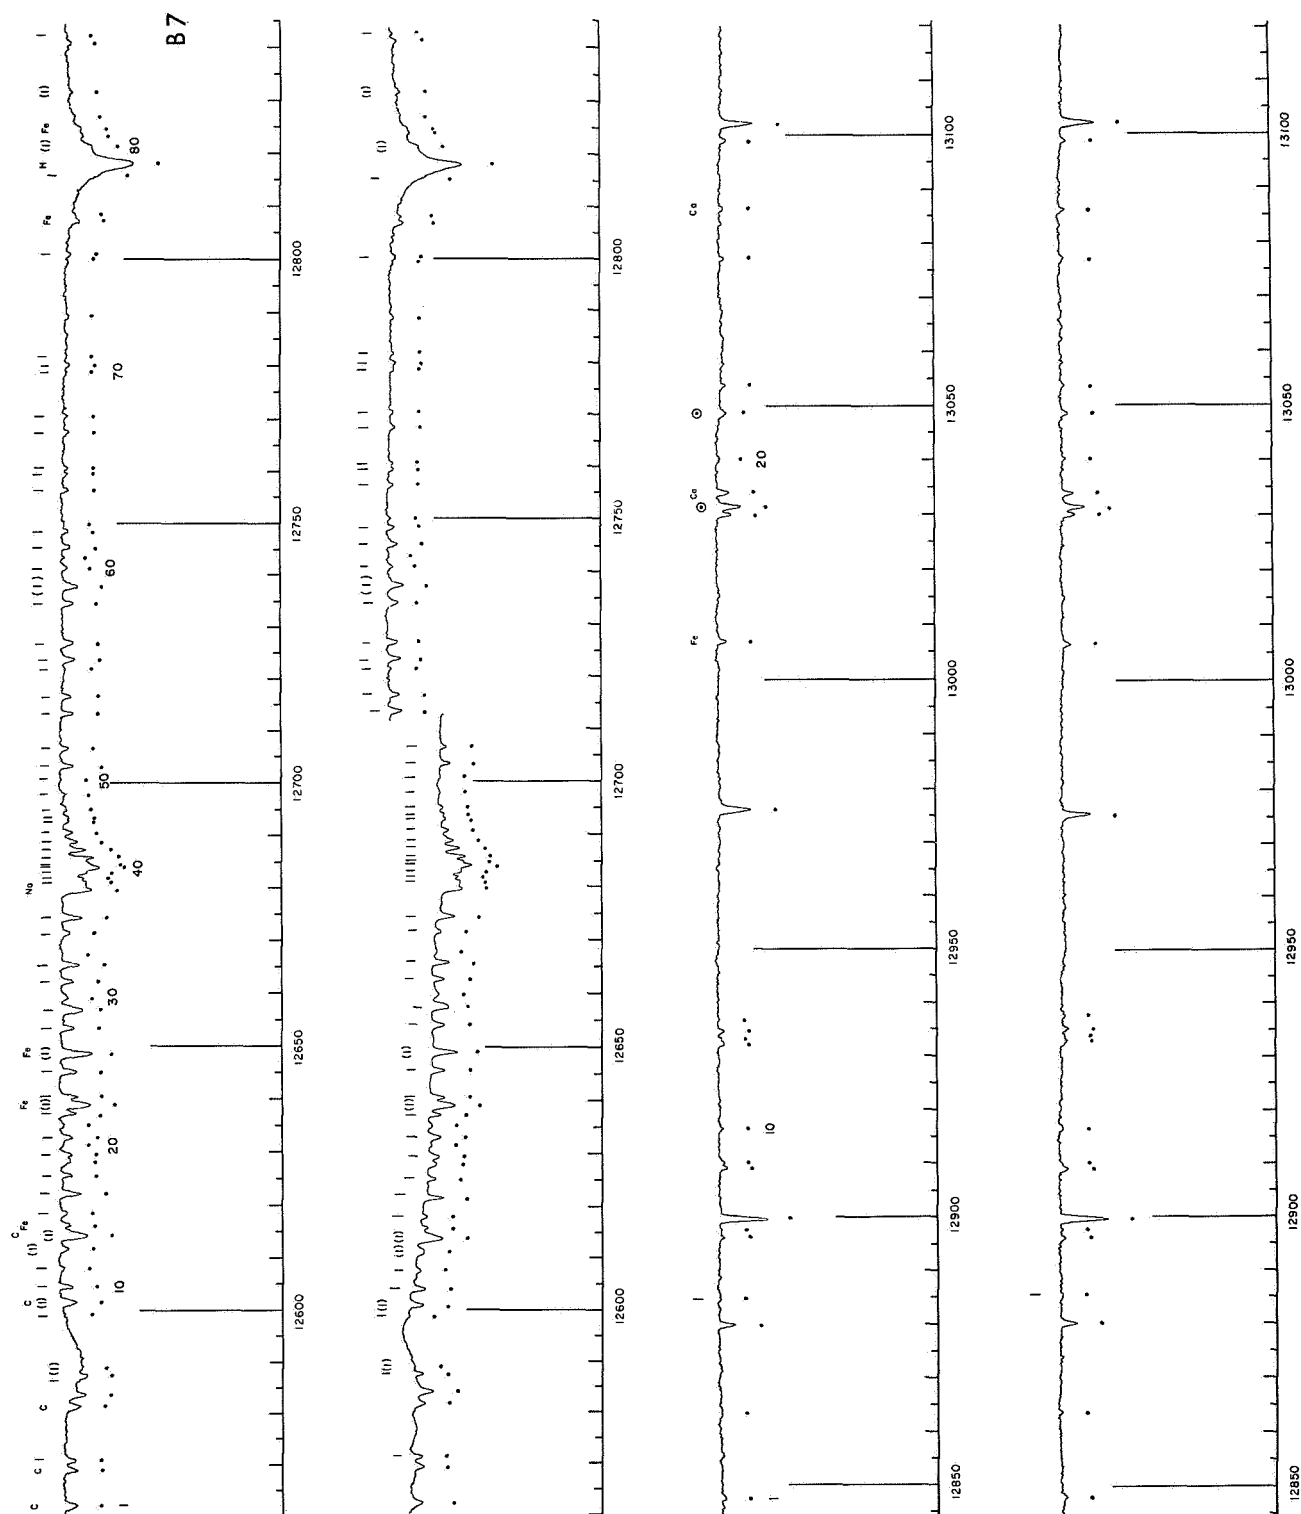 B7
C C I C I (I) C I (I) I I (I) C Fe (I) I I I I I I (I) I Fe I (I) Fe I I I I I I Na
I (I) I I I (I) I I I
Fe I H (I) Fe (I) I
1 10 20 30 40 50 60 70 80
12600 12650 12700 12750 12800
I I (I) I (I) I (I) (I) (I) I
12600 12650 12700 12750 12800
I Fe ⊙ Ca ⊙ Ca
1 10 20
12850 12900 12950 13000 13050 13100
I
12850 12900 12950 13000 13050 13100